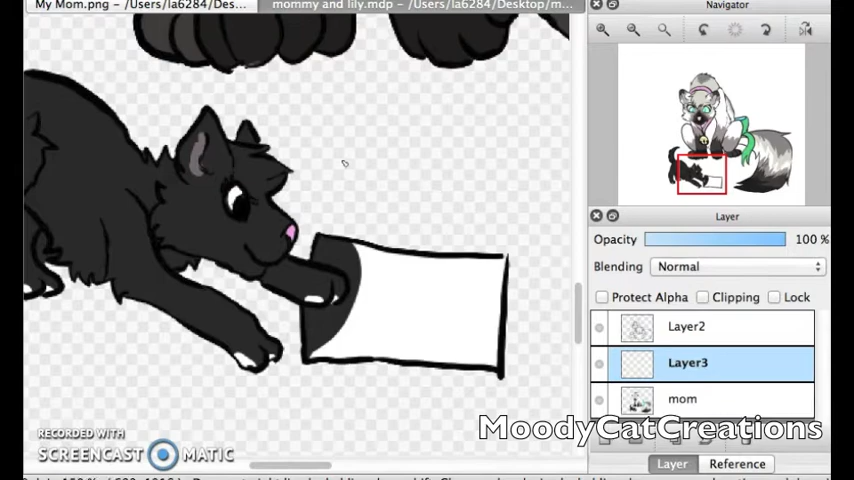 My Mom.png – /Users/la6284/Des...
mommy and lily.mdp – /Users/la6284/Desktop/m...
Navigator
Layer
Opacity 100 %
Blending Normal
Protect Alpha Clipping Lock
Layer2
Layer3
mom
MoodyCatCreations
RECORDED WITH
SCREENCAST MATIC
Layer Reference